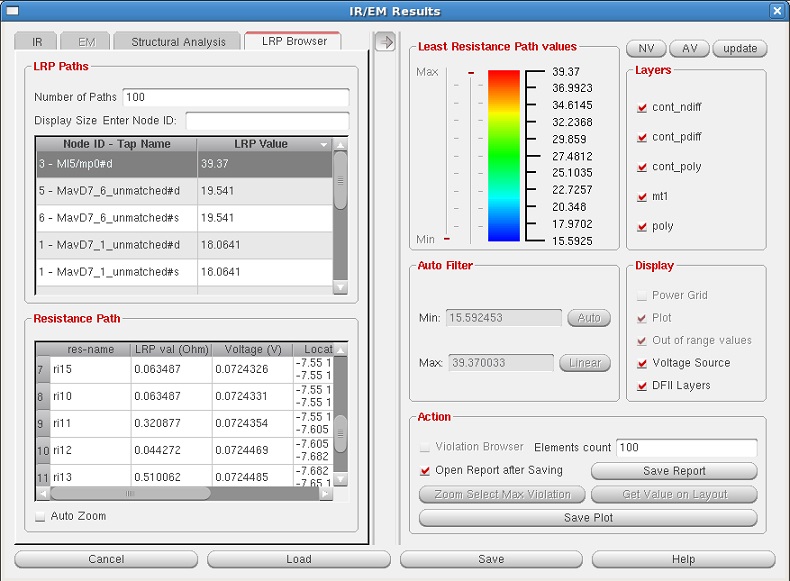 IR/EM Results
IR EM Structural Analysis LRP Browser
LRP Paths
Number of Paths 100
Display Size Enter Node ID:
Node ID - Tap Name LRP Value
3 - MI5/mp0#d 39.37
5 - MavD7_6_unmatched#d 19.541
6 - MavD7_6_unmatched#s 19.541
1 - MavD7_1_unmatched#d 18.0641
1 - MavD7_1_unmatched#s 18.0641
Resistance Path
res-name LRP val (Ohm) Voltage (V) Locat
7 ri15 0.063487 0.0724326 -7.55 1
-7.55 1
8 ri10 0.063487 0.0724331 -7.55 1
-7.55 1
9 ri11 0.320877 0.0724354 -7.55 1
-7.605
10 ri12 0.044272 0.0724469 -7.605
-7.682
11 ri13 0.510062 0.0724485 -7.682
-7.65 1
Auto Zoom
Least Resistance Path values
Max
Min
39.37
36.9923
34.6145
32.2368
29.859
27.4812
25.1035
22.7257
20.348
17.9702
15.5925
NV AV update
Layers
cont_ndiff
cont_pdiff
cont_poly
mt1
poly
Auto Filter
Min: 15.592453 Auto
Max: 39.370033 Linear
Display
Power Grid
Plot
Out of range values
Voltage Source
DFII Layers
Action
Violation Browser Elements count 100
Open Report after Saving Save Report
Zoom Select Max Violation Get Value on Layout
Save Plot
Cancel Load Save Help